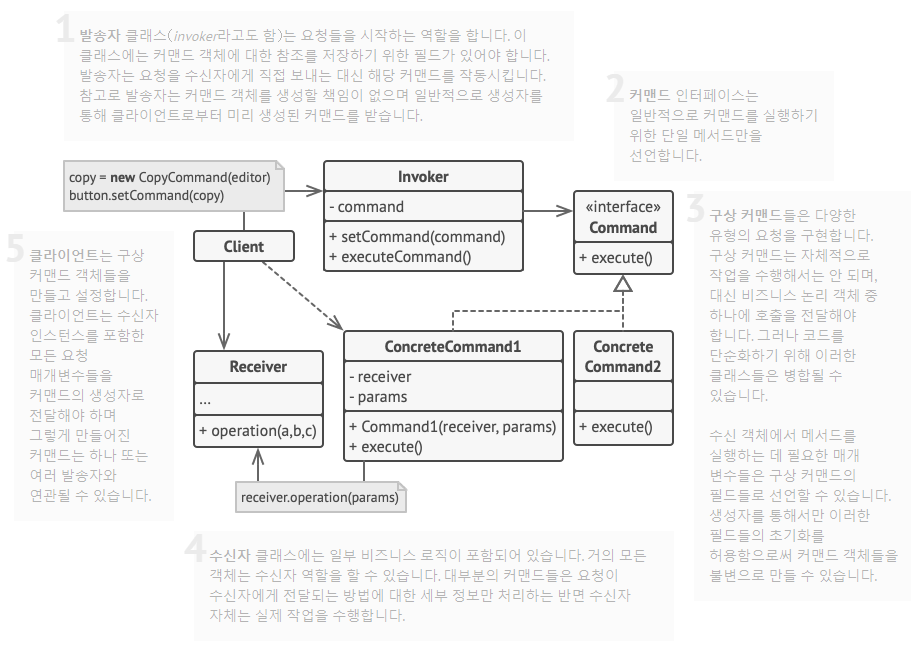 1
발송자 클래스(invoker라고도 함)는 요청들을 시작하는 역할을 합니다. 이
클래스에는 커맨드 객체에 대한 참조를 저장하기 위한 필드가 있어야 합니다.
발송자는 요청을 수신자에게 직접 보내는 대신 해당 커맨드를 작동시킵니다.
참고로 발송자는 커맨드 객체를 생성할 책임이 없으며 일반적으로 생성자를
통해 클라이언트로부터 미리 생성된 커맨드를 받습니다.
2
커맨드 인터페이스는
일반적으로 커맨드를 실행하기
위한 단일 메서드만을
선언합니다.
copy = new CopyCommand(editor)
button.setCommand(copy)
Invoker
- command
+ setCommand(command)
+ executeCommand()
«interface»
Command
+ execute()
3
구상 커맨드들은 다양한
유형의 요청을 구현합니다.
구상 커맨드는 자체적으로
작업을 수행해서는 안 되며,
대신 비즈니스 논리 객체 중
하나에 호출을 전달해야
합니다. 그러나 코드를
단순화하기 위해 이러한
클래스들은 병합될 수
있습니다.
수신 객체에서 메서드를
실행하는 데 필요한 매개
변수들은 구상 커맨드의
필드들로 선언할 수 있습니다.
생성자를 통해서만 이러한
필드들의 초기화를
허용함으로써 커맨드 객체들을
불변으로 만들 수 있습니다.
5
클라이언트는 구상
커맨드 객체들을
만들고 설정합니다.
클라이언트는 수신자
인스턴스를 포함한
모든 요청
매개변수들을
커맨드의 생성자로
전달해야 하며
그렇게 만들어진
커맨드는 하나 또는
여러 발송자와
연관될 수 있습니다.
Client
Receiver
...
+ operation(a,b,c)
ConcreteCommand1
- receiver
- params
+ Command1(receiver, params)
+ execute()
Concrete
Command2
+ execute()
receiver.operation(params)
4
수신자 클래스에는 일부 비즈니스 로직이 포함되어 있습니다. 거의 모든
객체는 수신자 역할을 할 수 있습니다. 대부분의 커맨드들은 요청이
수신자에게 전달되는 방법에 대한 세부 정보만 처리하는 반면 수신자
자체는 실제 작업을 수행합니다.